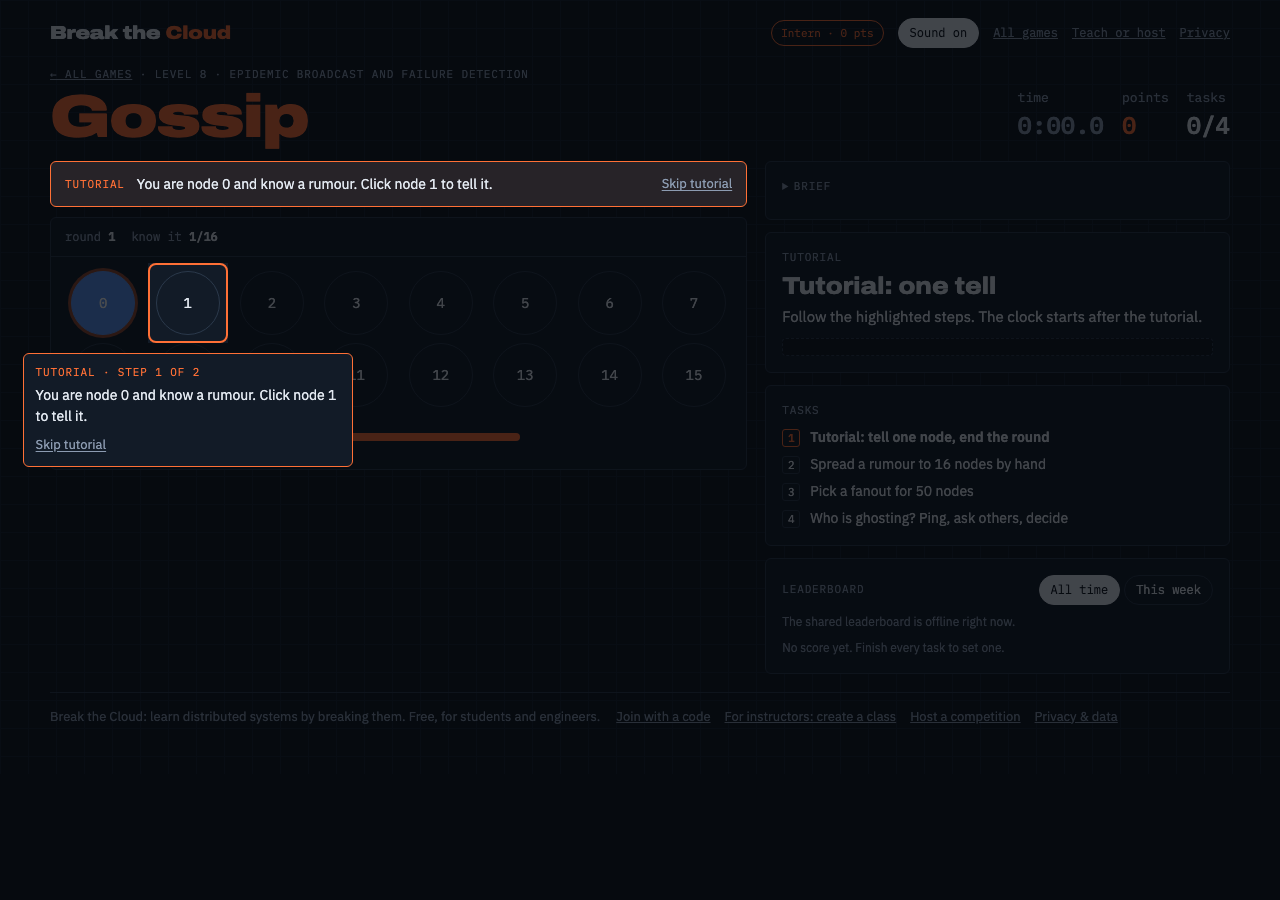 Break the Cloud
Intern · 0 pts
Sound on
All games
Teach or host
Privacy
← ALL GAMES · LEVEL 8 · EPIDEMIC BROADCAST AND FAILURE DETECTION
Gossip
time
0:00.0
points
0
tasks
0/4
TUTORIAL You are node 0 and know a rumour. Click node 1 to tell it. Skip tutorial
round 1 know it 1/16
0 1 2 3 4 5 6 7
12 13 14 15
TUTORIAL · STEP 1 OF 2
You are node 0 and know a rumour. Click node 1
to tell it.
Skip tutorial
▶ BRIEF
TUTORIAL
Tutorial: one tell
Follow the highlighted steps. The clock starts after the tutorial.
TASKS
1 Tutorial: tell one node, end the round
2 Spread a rumour to 16 nodes by hand
3 Pick a fanout for 50 nodes
4 Who is ghosting? Ping, ask others, decide
LEADERBOARD
All time
This week
The shared leaderboard is offline right now.
No score yet. Finish every task to set one.
Break the Cloud: learn distributed systems by breaking them. Free, for students and engineers. Join with a code For instructors: create a class Host a competition Privacy & data